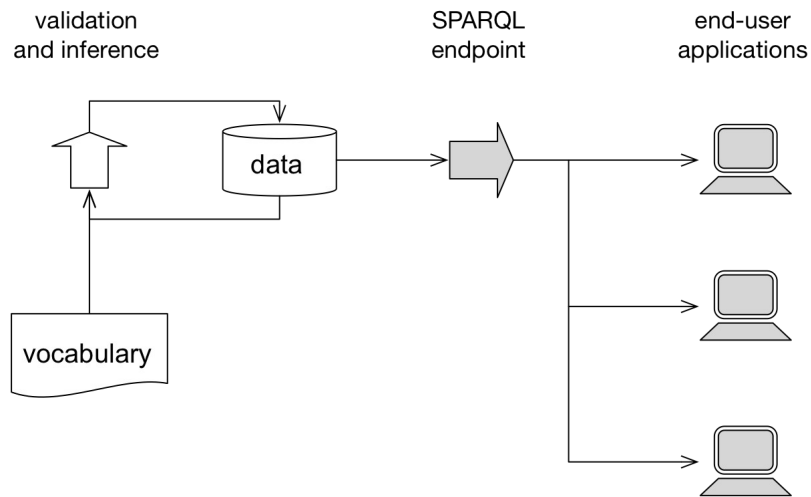 validation
and inference
SPARQL
endpoint
end-user
applications
data
vocabulary